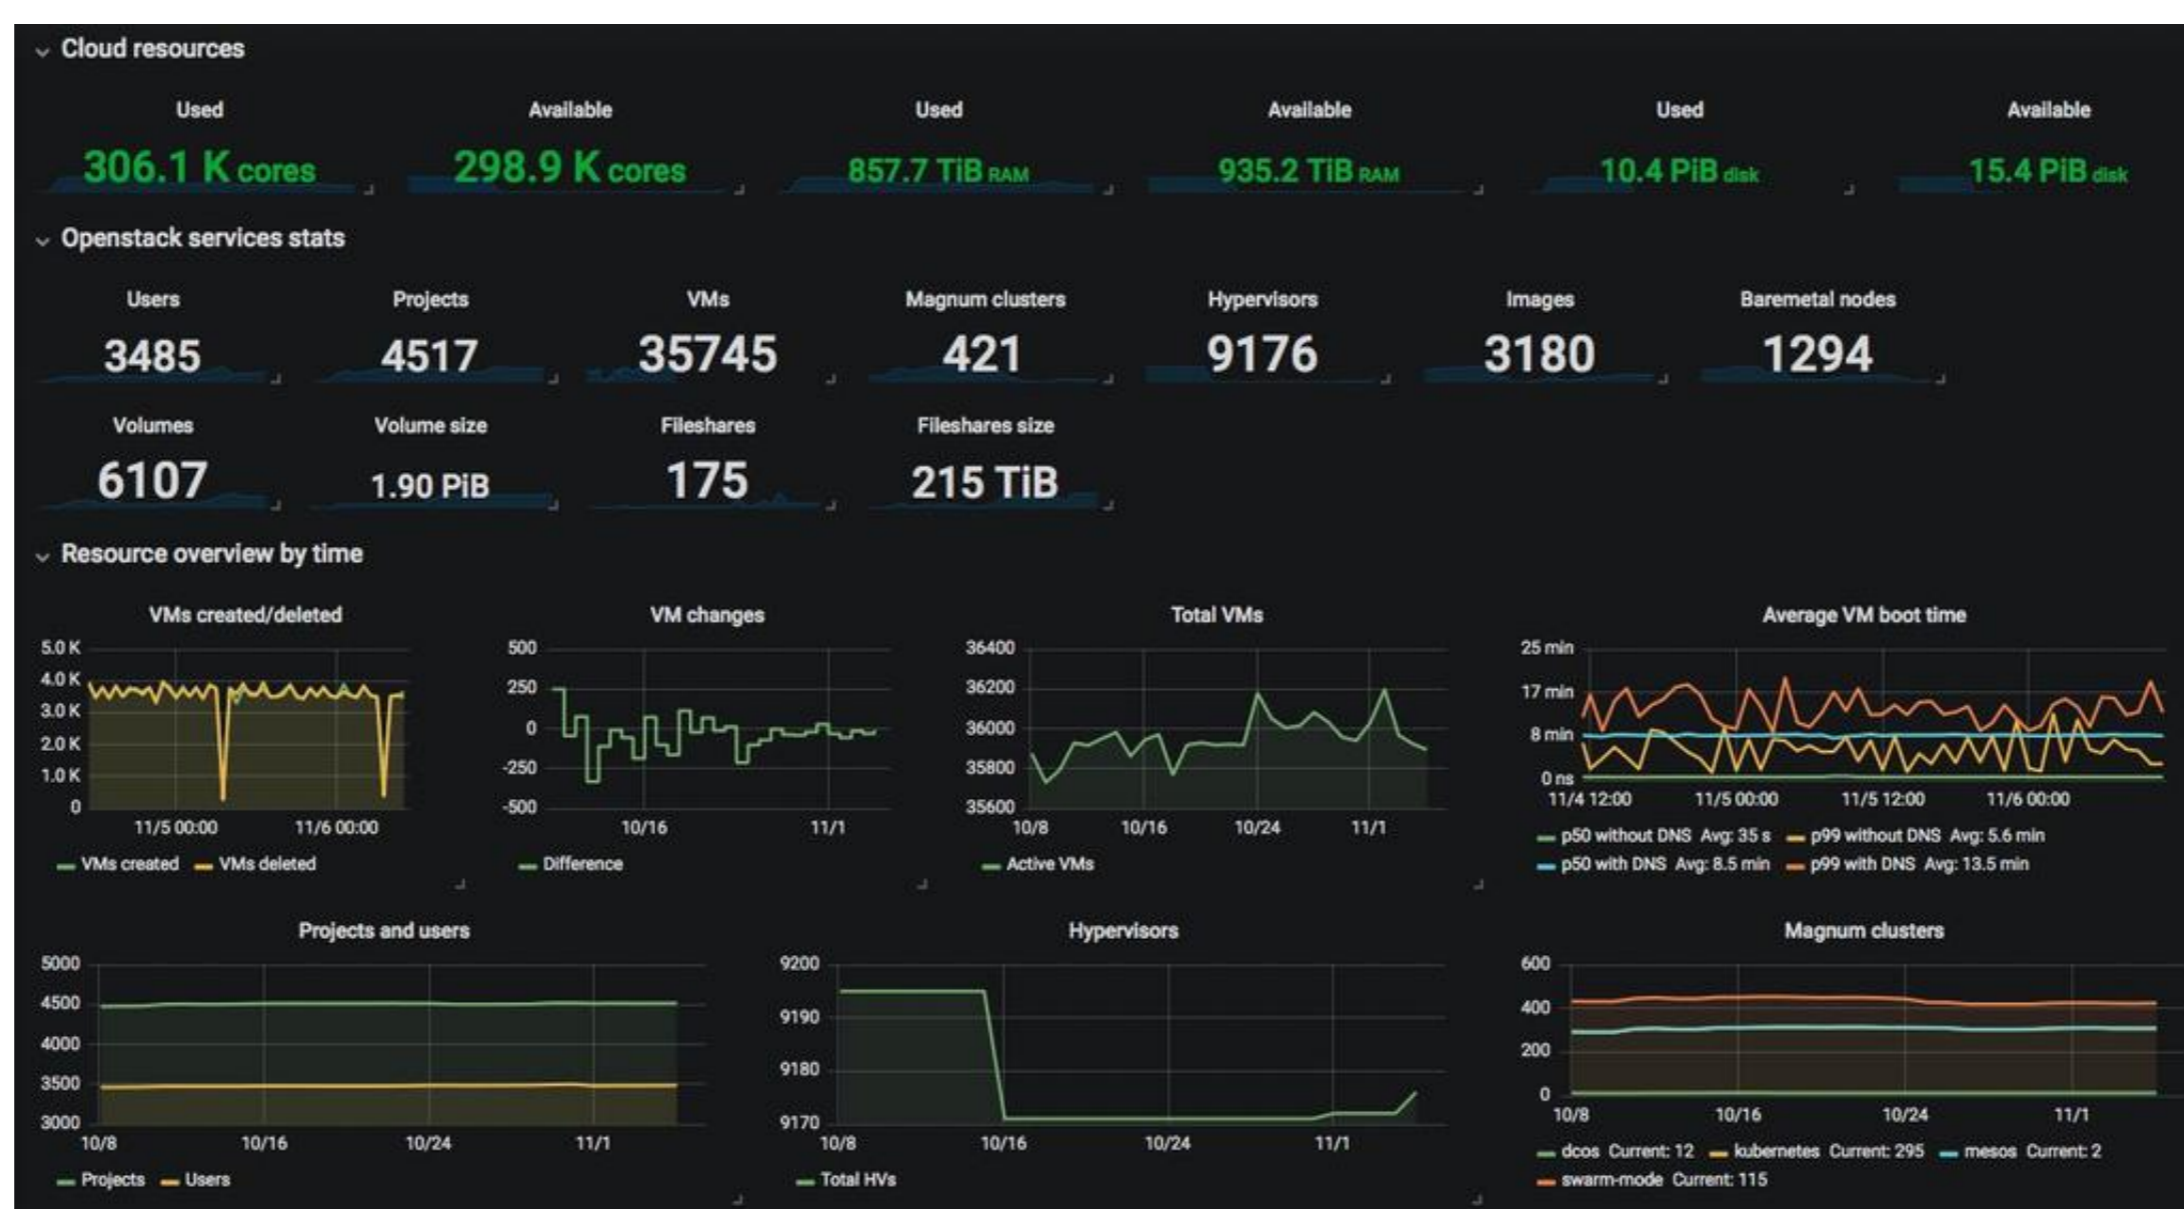 Cloud resources
Used Available Used Available Used Available
306.1 K cores 298.9 K cores 857.7 TiB RAM 935.2 TiB RAM 10.4 PiB disk 15.4 PiB disk
Openstack services stats
Users Projects VMs Magnum clusters Hypervisors Images Baremetal nodes
3485 4517 35745 421 9176 3180 1294
Volumes Volume size Fileshares Fileshares size
6107 1.90 PiB 175 215 TiB
Resource overview by time
VMs created/deleted
5.0 K
4.0 K
3.0 K
2.0 K
1.0 K
0
11/5 00:00 11/6 00:00
VMs created VMs deleted
VM changes
500
250
0
-250
-500
10/16 11/1
Difference
Total VMs
36400
36200
36000
35800
35600
10/8 10/16 10/24 11/1
Active VMs
Average VM boot time
25 min
17 min
8 min
0 ns
11/4 12:00 11/5 00:00 11/5 12:00 11/6 00:00
p50 without DNS Avg: 35 s p99 without DNS Avg: 5.6 min
p50 with DNS Avg: 8.5 min p99 with DNS Avg: 13.5 min
Projects and users
5000
4500
4000
3500
3000
10/8 10/16 10/24 11/1
Projects Users
Hypervisors
9200
9190
9180
9170
10/8 10/16 10/24 11/1
Total HVs
Magnum clusters
600
400
200
0
10/8 10/16 10/24 11/1
dcos Current: 12 kubernetes Current: 295 mesos Current: 2
swarm-mode Current: 115